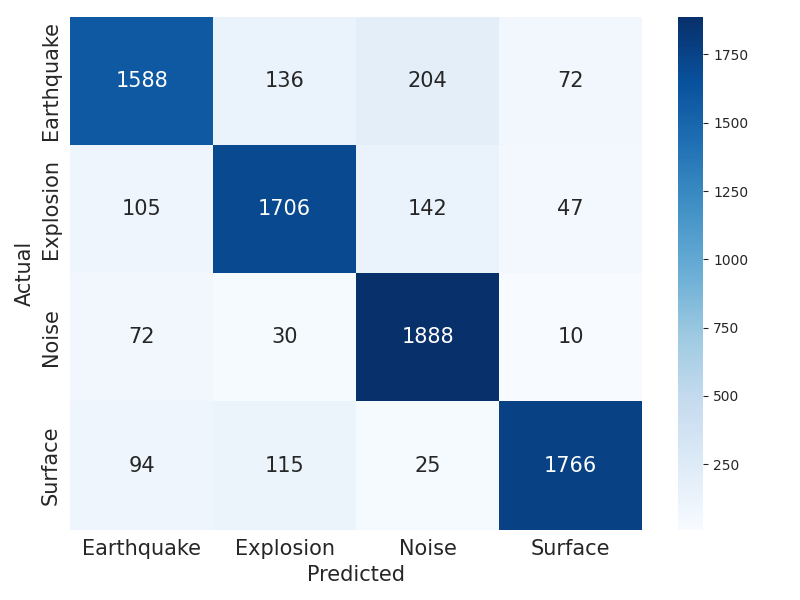 Earthquake 1588 136 204 72
Explosion 105 1706 142 47
Noise 72 30 1888 10
Surface 94 115 25 1766
Earthquake Explosion Noise Surface
Predicted
Actual
1750
1500
1250
1000
750
500
250